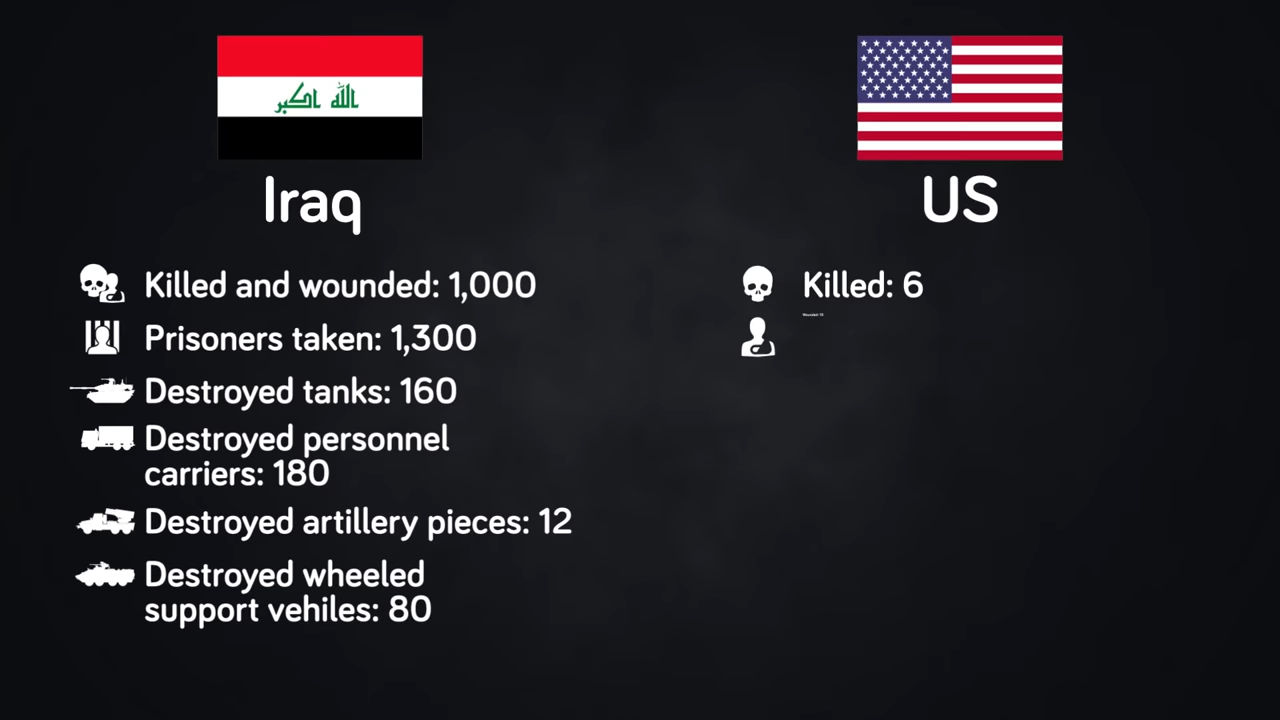 الله اكبر
Iraq
US
Killed and wounded: 1,000
Prisoners taken: 1,300
Destroyed tanks: 160
Destroyed personnel
carriers: 180
Destroyed artillery pieces: 12
Destroyed wheeled
support vehiles: 80
Killed: 6